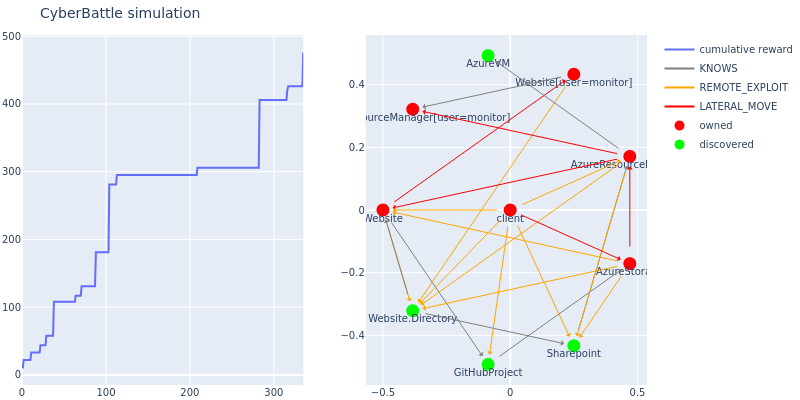 CyberBattle simulation
500
400
300
200
100
0
0
100
200
300
0.4
0.2
0
−0.2
−0.4
−0.5
0
0.5
AzureVM
Website[user=monitor]
urceManager[user=monitor]
AzureResource
Website
client
AzureStora
Website.Directory
Sharepoint
GitHubProject
cumulative reward
KNOWS
REMOTE_EXPLOIT
LATERAL_MOVE
owned
discovered